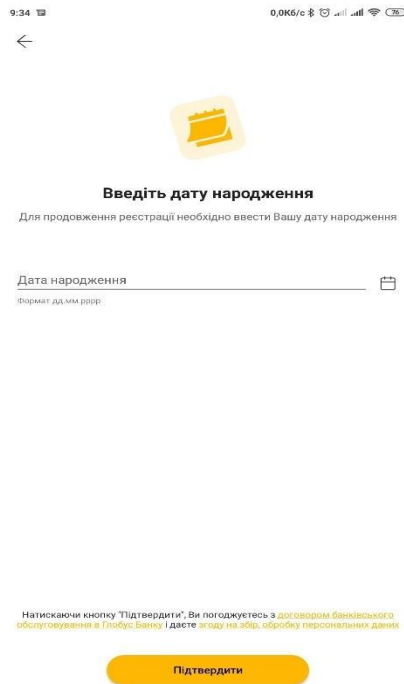 9:34
0,0Кб/с 76
Введіть дату народження
Для продовження реєстрації необхідно ввести Вашу дату народження
Дата народження
Формат дд.мм.рррр
Натискаючи кнопку "Підтвердити", Ви погоджуєтесь з договором банківського
обслуговування в Глобус Банку і даєте згоду на збір, обробку персональних даних
Підтвердити